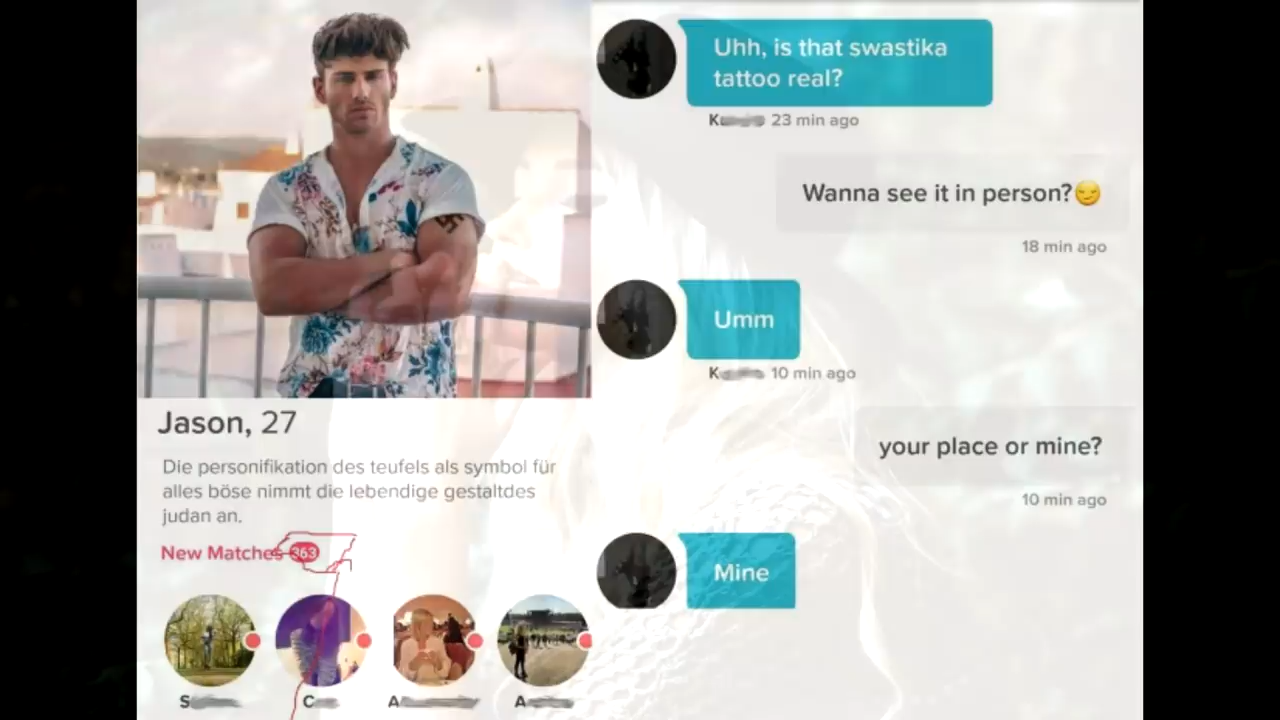 Jason, 27
Die personifikation des teufels als symbol für
alles böse nimmt die lebendige gestaltdes
judan an.
New Matches 363
S
C
A
A
Uhh, is that swastika
tattoo real?
K 23 min ago
Wanna see it in person?😏
18 min ago
Umm
K 10 min ago
your place or mine?
10 min ago
Mine